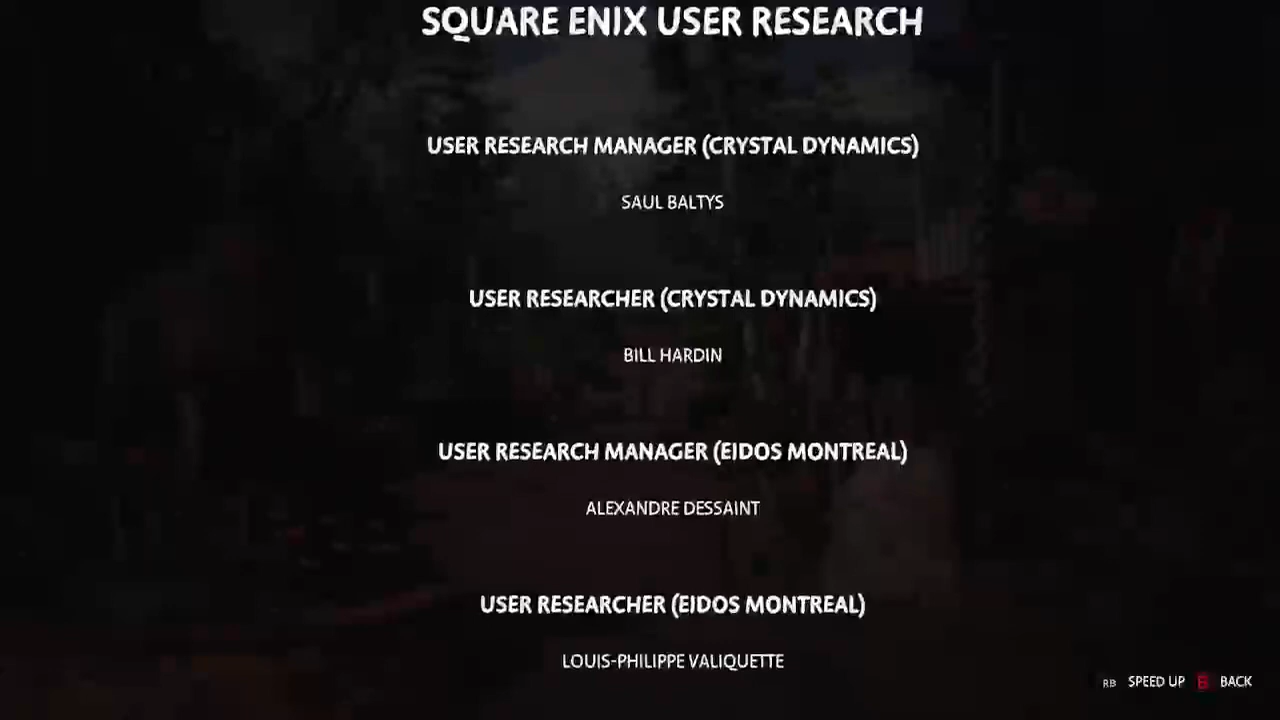 SQUARE ENIX USER RESEARCH
USER RESEARCH MANAGER (CRYSTAL DYNAMICS)
SAUL BALTYS
USER RESEARCHER (CRYSTAL DYNAMICS)
BILL HARDIN
USER RESEARCH MANAGER (EIDOS MONTREAL)
ALEXANDRE DESSAINT
USER RESEARCHER (EIDOS MONTREAL)
LOUIS-PHILIPPE VALIQUETTE
RB SPEED UP B BACK